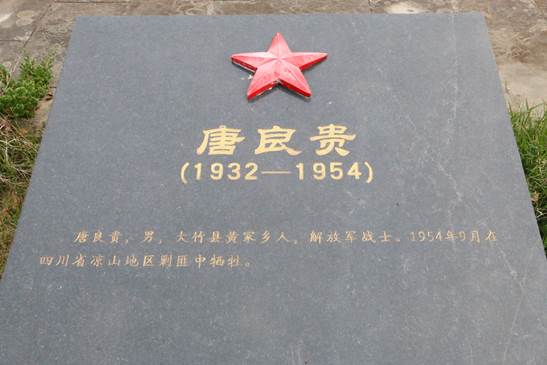 唐良贵
(1932—1954)
唐良贵，男，大竹县黄家乡人，解放军战士。1954年9月在
四川省凉山地区剿匪中牺牲。